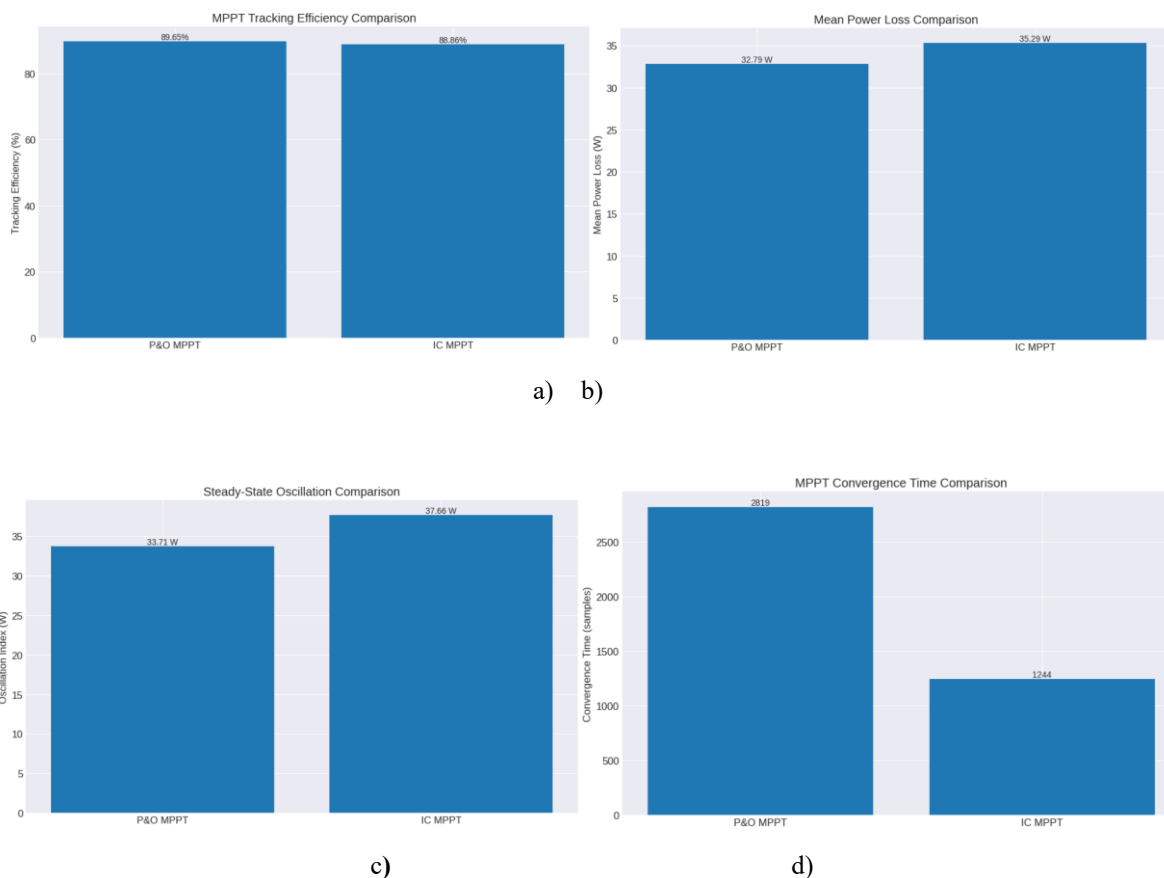 MPPT Tracking Efficiency Comparison
89.65%
88.86%
Tracking Efficiency (%)
80
60
40
20
0
P&O MPPT
IC MPPT
Mean Power Loss Comparison
32.79 W
35.29 W
Mean Power Loss (W)
35
30
25
20
15
10
5
0
P&O MPPT
IC MPPT
a) b)
Steady-State Oscillation Comparison
33.71 W
37.66 W
Oscillation Index (W)
35
30
25
20
15
10
5
0
P&O MPPT
IC MPPT
MPPT Convergence Time Comparison
2819
1244
Convergence Time (samples)
2500
2000
1500
1000
500
0
P&O MPPT
IC MPPT
c) d)